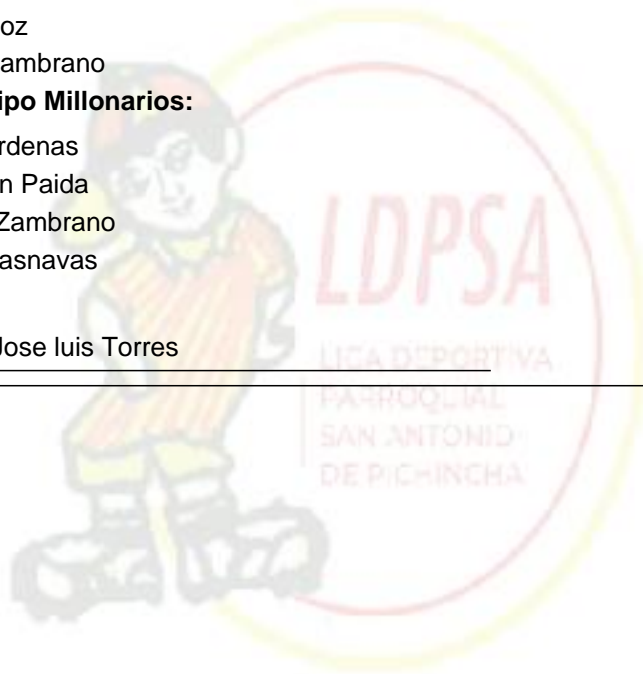 oz
ambrano
ipo Millonarios:
rdenas
n Paida
Zambrano
asnavas
Jose luis Torres
LDPSA
LIGA DEPORTIVA
PARROQUIAL
SAN ANTONIO
DE PICHINCHA